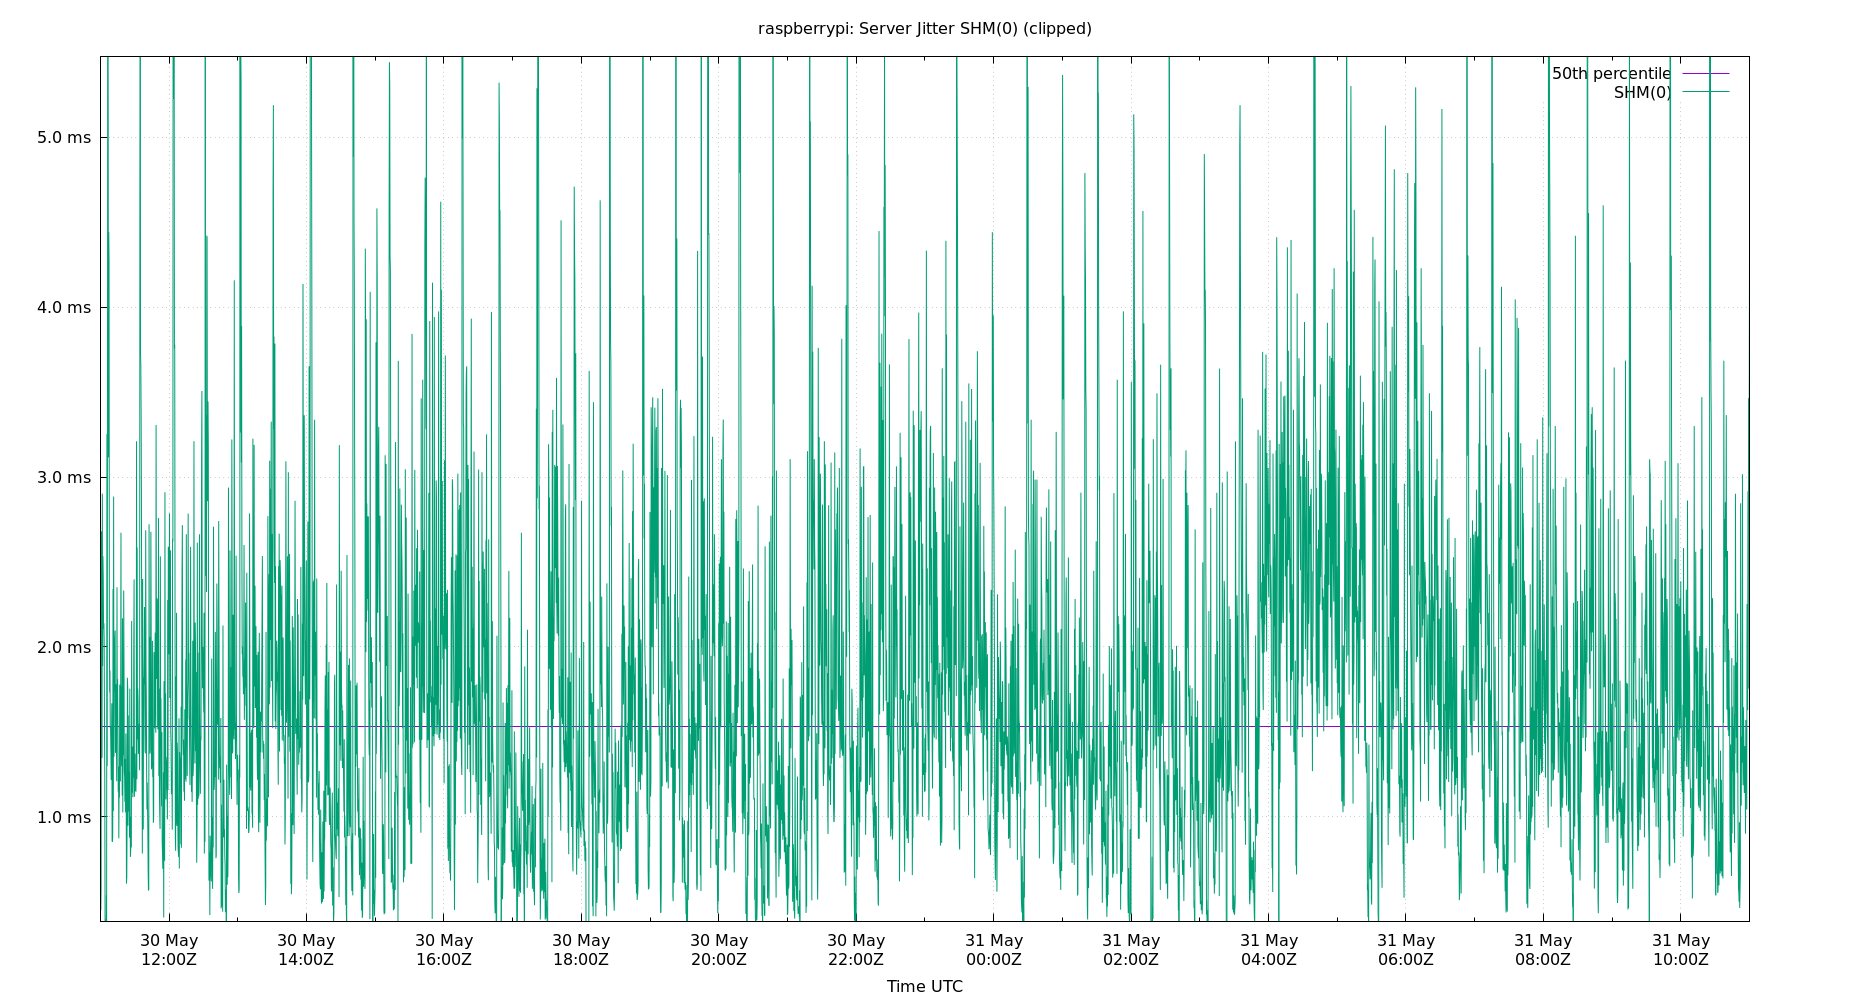 raspberrypi: Server Jitter SHM(0) (clipped)
50th percentile
SHM(0)
5.0 ms
4.0 ms
3.0 ms
2.0 ms
1.0 ms
30 May 30 May 30 May 30 May 30 May 30 May 31 May 31 May 31 May 31 May 31 May 31 May
12:00Z 14:00Z 16:00Z 18:00Z 20:00Z 22:00Z 00:00Z 02:00Z 04:00Z 06:00Z 08:00Z 10:00Z
Time UTC